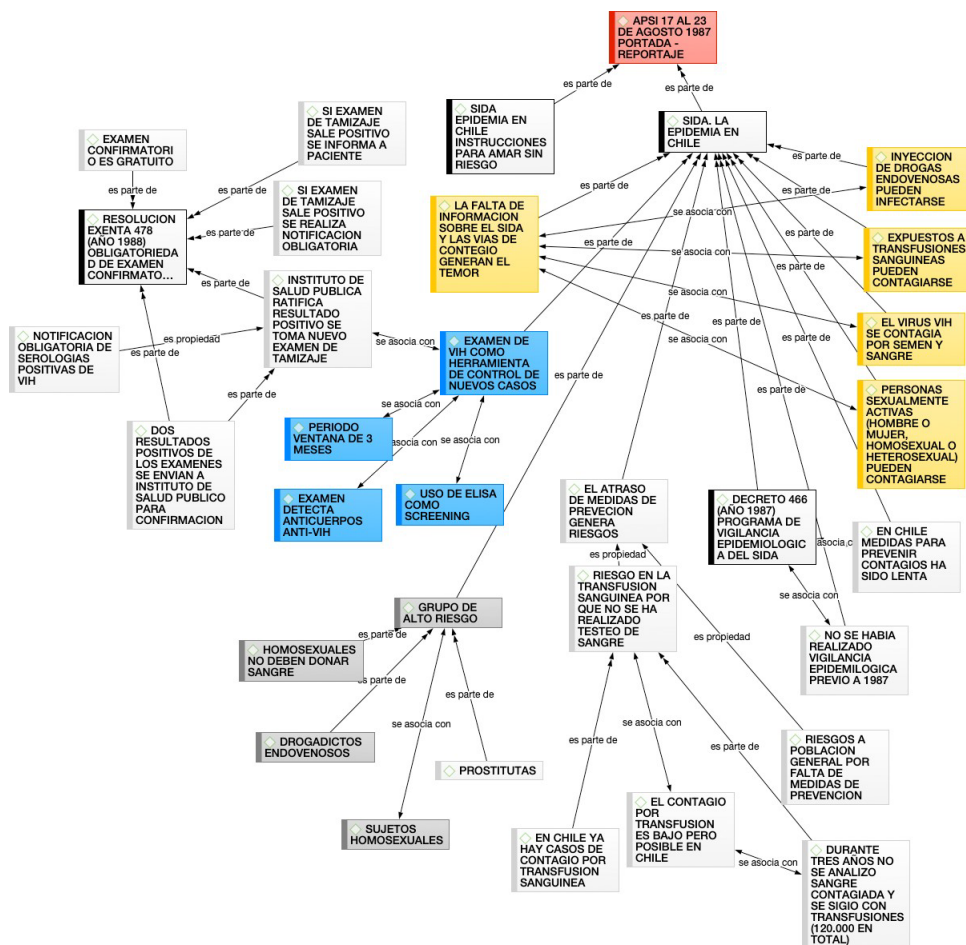 APSI 17 AL 23
DE AGOSTO 1987
PORTADA -
REPORTAJE
es parte de
es parte de
SIDA
EPIDEMIA EN
CHILE
INSTRUCCIONES
PARA AMAR SIN
RIESGO
SIDA. LA
EPIDEMIA EN
CHILE
SI EXAMEN
DE TAMIZAJE
SALE POSITIVO
SE INFORMA A
PACIENTE
EXAMEN
CONFIRMATORI
O ES GRATUITO
es parte de
es parte de
SI EXAMEN
DE TAMIZAJE
SALE POSITIVO
SE REALIZA
NOTIFICACION
OBLIGATORIA
es parte de
RESOLUCION
EXENTA 478
(AÑO 1988)
OBLIGATORIEDA
D DE EXAMEN
CONFIRMATO...
es parte de
LA FALTA DE
INFORMACION
SOBRE EL SIDA
Y LAS VIAS DE
CONTEGIO
GENERAN EL
TEMOR
es parte de
es parte de
INYECCION
DE DROGAS
ENDOVENOSAS
PUEDEN
INFECTARSE
se asocia con
es parte de
es parte de
EXPUESTOS A
TRANSFUSIONES
SANGUINEAS
PUEDEN
CONTAGIARSE
se asocia con
es parte de
INSTITUTO DE
SALUD PUBLICA
RATIFICA
RESULTADO
POSITIVO SE
TOMA NUEVO
EXAMEN DE
TAMIZAJE
es parte de
se asocia con
EL VIRUS VIH
SE CONTAGIA
POR SEMEN Y
SANGRE
NOTIFICACION
OBLIGATORIA DE
SEROLOGIAS
POSITIVAS DE
VIH
es propiedad
es parte de
es parte de
se asocia con
EXAMEN DE
VIH COMO
HERRAMIENTA
DE CONTROL DE
NUEVOS CASOS
es parte de
es parte de
se asocia con
es parte de
es parte de
PERSONAS
SEXUALMENTE
ACTIVAS
(HOMBRE O
MUJER,
HOMOSEXUAL O
HETEROSEXUAL)
PUEDEN
CONTAGIARSE
se asocia con
PERIODO
VENTANA DE 3
MESES
se asocia con
se asocia con
DOS
RESULTADOS
POSITIVOS DE
LOS EXAMENES
SE ENVIAN A
INSTITUTO DE
SALUD PUBLICO
PARA
CONFIRMACION
EXAMEN
DETECTA
ANTICUERPOS
ANTI-VIH
USO DE ELISA
COMO
SCREENING
EL ATRASO
DE MEDIDAS DE
PREVECION
GENERA
RIESGOS
DECRETO 466
(AÑO 1987)
PROGRAMA DE
VIGILANCIA
EPIDEMIOLOGIC
A DEL SIDA
EN CHILE
MEDIDAS PARA
PREVENIR
CONTAGIOS HA
SIDO LENTA
es propiedad
RIESGO EN LA
TRANSFUSION
SANGUINEA POR
QUE NO SE HA
REALIZADO
TESTEO DE
SANGRE
se asocia con
GRUPO DE
ALTO RIESGO
es propiedad
NO SE HABIA
REALIZADO
VIGILANCIA
EPIDEMILOGICA
PREVIO A 1987
HOMOSEXUALES
NO DEBEN DONAR
SANGRE
es parte de
es parte de
es parte de
se asocia con
DROGADICTOS
ENDOVENOSOS
PROSTITUTAS
se asocia con
es parte de
es parte de
RIESGOS A
POBLACION
GENERAL POR
FALTA DE
MEDIDAS DE
PREVENCION
SUJETOS
HOMOSEXUALES
EN CHILE YA
HAY CASOS DE
CONTAGIO POR
TRANSFUSION
SANGUINEA
EL CONTAGIO
POR
TRANSFUSION
ES BAJO PERO
POSIBLE EN
CHILE
se asocia con
DURANTE
TRES AÑOS NO
SE ANALIZO
SANGRE
CONTAGIADA Y
SE SIGIO CON
TRANSFUSIONES
(120.000 EN
TOTAL)